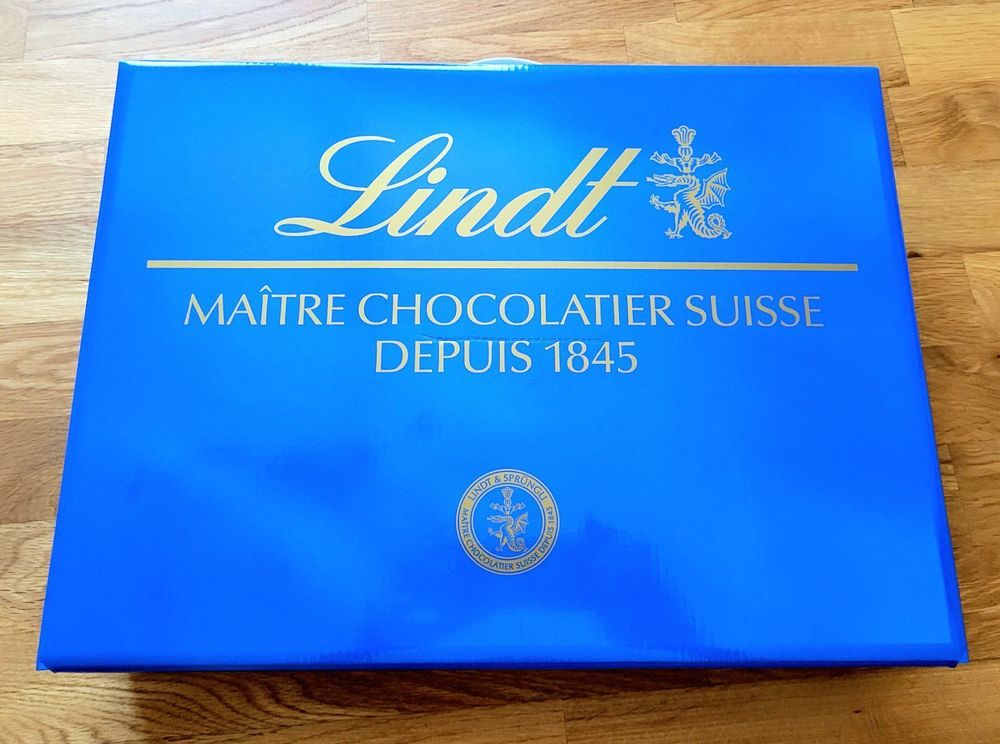 Lindt
MAÎTRE CHOCOLATIER SUISSE
DEPUIS 1845
LINDT & SPRÜNGLI
MAÎTRE CHOCOLATIER SUISSE DEPUIS 1845